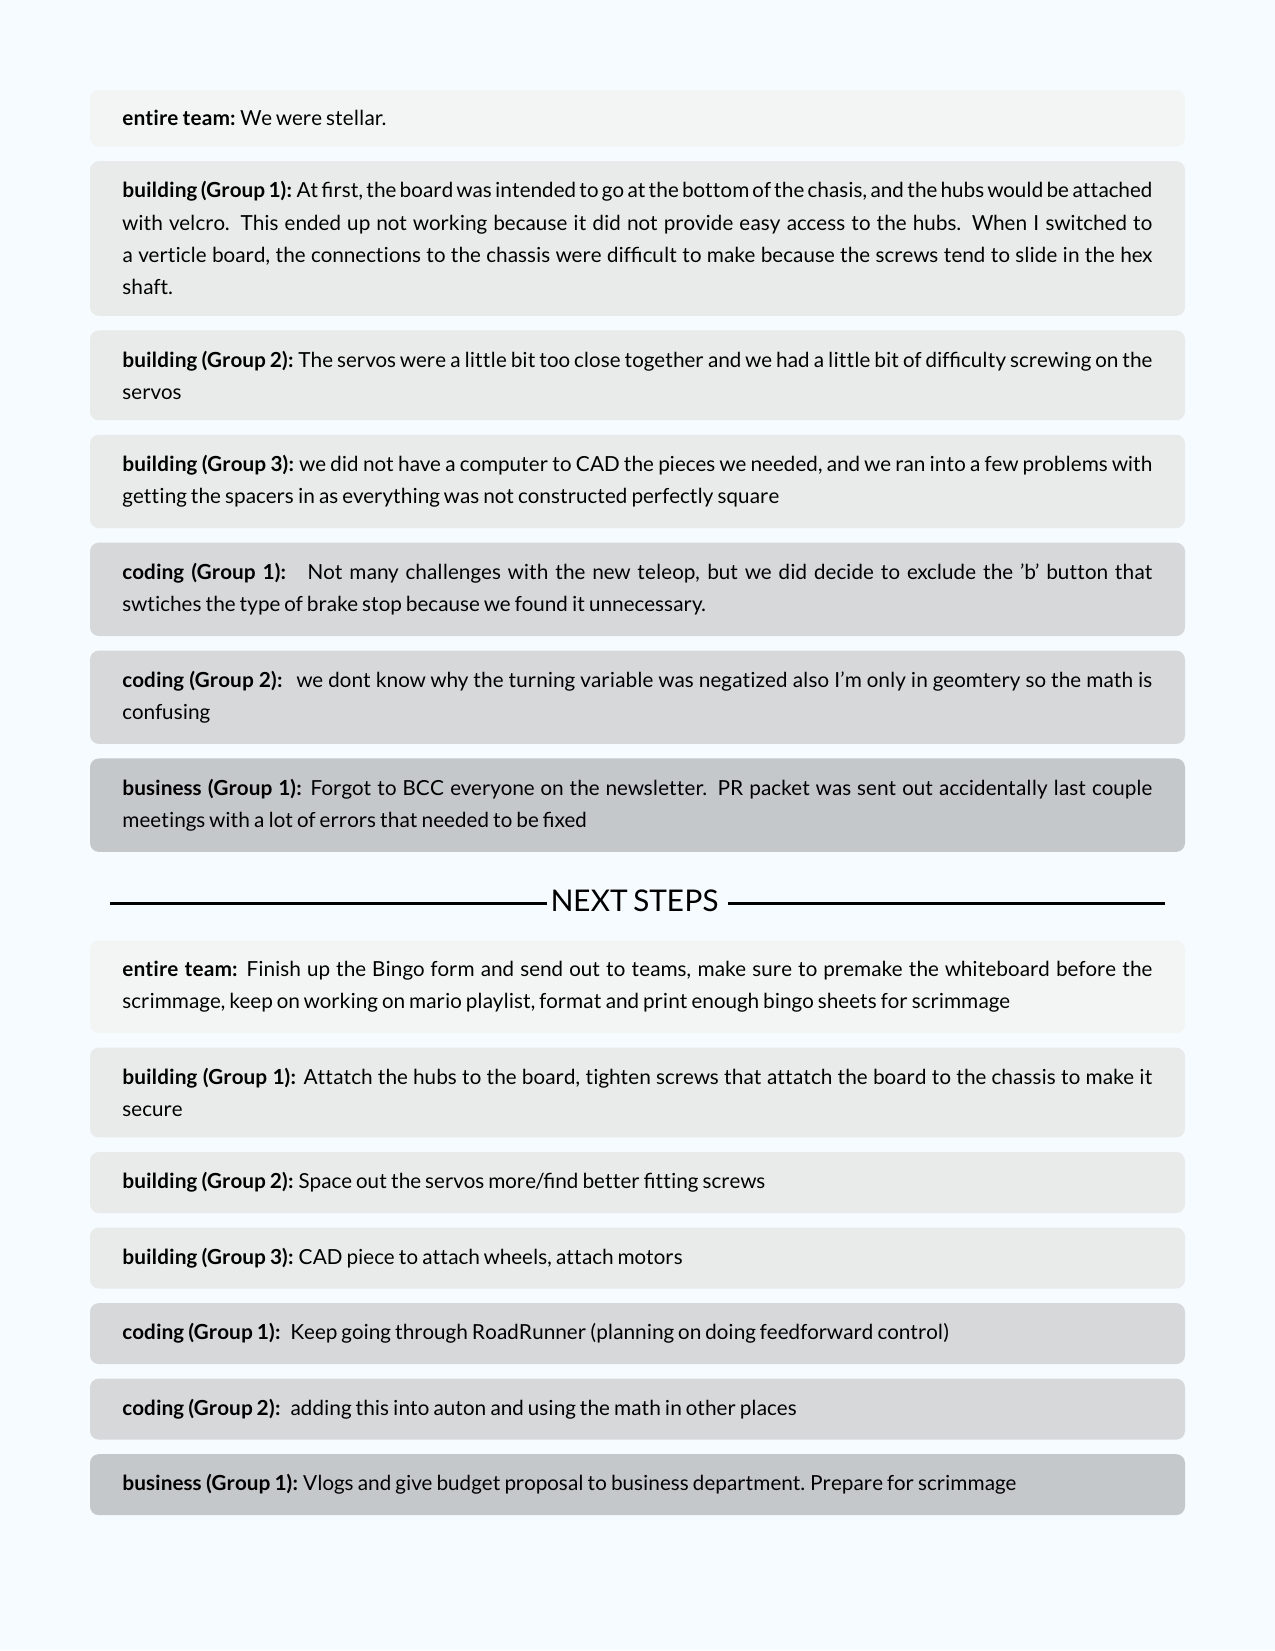 entire team: We were stellar.
building (Group 1): At first, the board was intended to go at the bottom of the chasis, and the hubs would be attached
with velcro. This ended up not working because it did not provide easy access to the hubs. When I switched to
a verticle board, the connections to the chassis were difficult to make because the screws tend to slide in the hex
shaft.
building (Group 2): The servos were a little bit too close together and we had a little bit of difficulty screwing on the
servos
building (Group 3): we did not have a computer to CAD the pieces we needed, and we ran into a few problems with
getting the spacers in as everything was not constructed perfectly square
coding (Group 1): Not many challenges with the new teleop, but we did decide to exclude the ’b’ button that
swtiches the type of brake stop because we found it unnecessary.
coding (Group 2): we dont know why the turning variable was negatized also I’m only in geomtery so the math is
confusing
business (Group 1): Forgot to BCC everyone on the newsletter. PR packet was sent out accidentally last couple
meetings with a lot of errors that needed to be fixed
NEXT STEPS
entire team: Finish up the Bingo form and send out to teams, make sure to premake the whiteboard before the
scrimmage, keep on working on mario playlist, format and print enough bingo sheets for scrimmage
building (Group 1): Attatch the hubs to the board, tighten screws that attatch the board to the chassis to make it
secure
building (Group 2): Space out the servos more/find better fitting screws
building (Group 3): CAD piece to attach wheels, attach motors
coding (Group 1): Keep going through RoadRunner (planning on doing feedforward control)
coding (Group 2): adding this into auton and using the math in other places
business (Group 1): Vlogs and give budget proposal to business department. Prepare for scrimmage